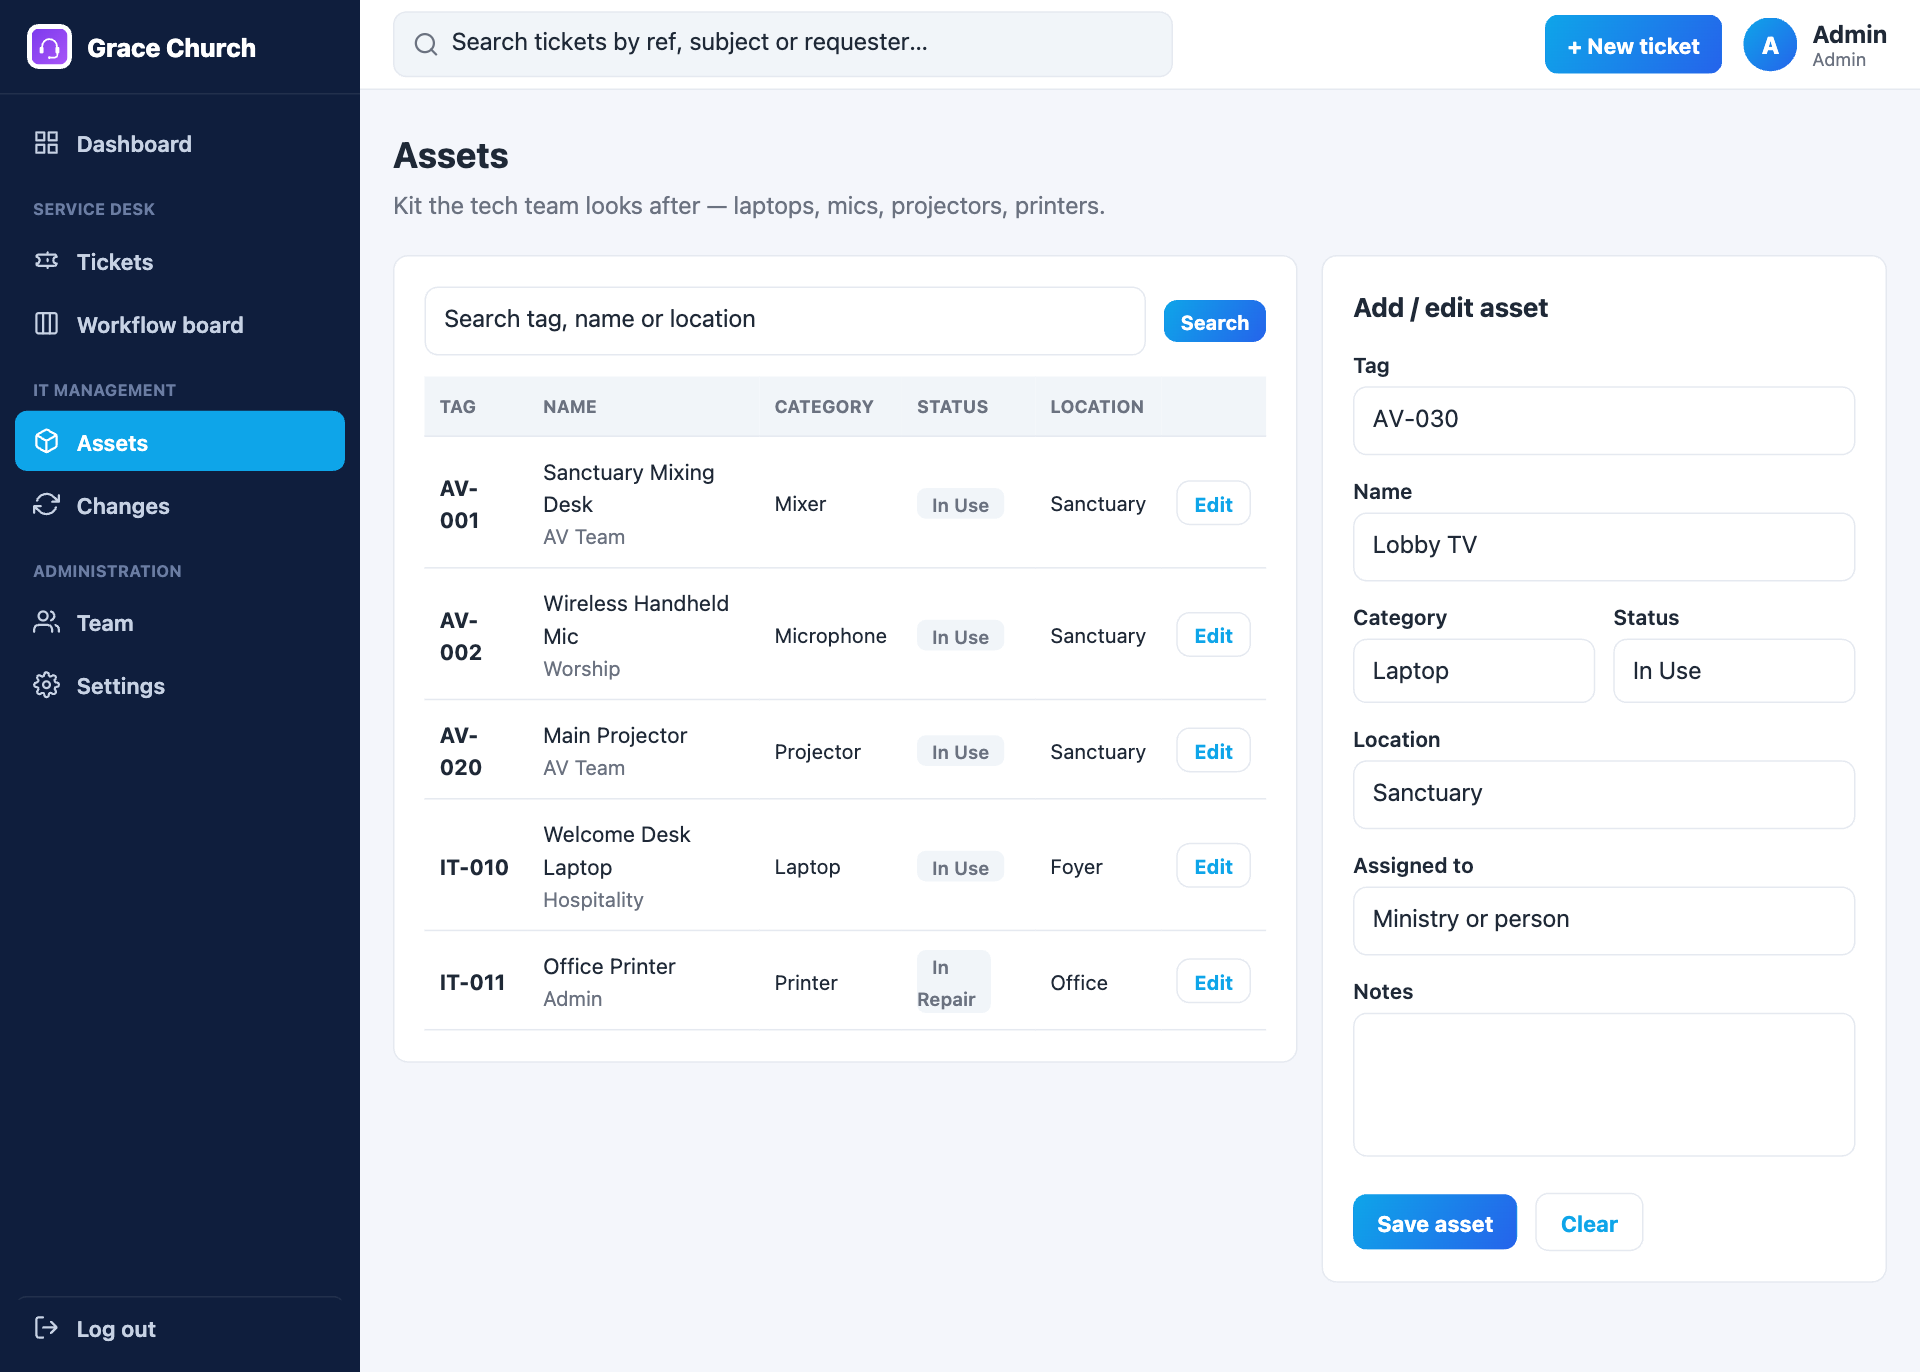 Grace Church
Search tickets by ref, subject or requester...
+ New ticket
A
Admin
Admin
Dashboard
SERVICE DESK
Tickets
Workflow board
IT MANAGEMENT
Assets
Changes
ADMINISTRATION
Team
Settings
Log out
Assets
Kit the tech team looks after — laptops, mics, projectors, printers.
Search tag, name or location
Search
TAG NAME CATEGORY STATUS LOCATION
AV-
001
Sanctuary Mixing
Desk
AV Team
Mixer
In Use
Sanctuary
Edit
AV-
002
Wireless Handheld
Mic
Worship
Microphone
In Use
Sanctuary
Edit
AV-
020
Main Projector
AV Team
Projector
In Use
Sanctuary
Edit
IT-010
Welcome Desk
Laptop
Hospitality
Laptop
In Use
Foyer
Edit
IT-011
Office Printer
Admin
Printer
In
Repair
Office
Edit
Add / edit asset
Tag
AV-030
Name
Lobby TV
Category
Laptop
Status
In Use
Location
Sanctuary
Assigned to
Ministry or person
Notes
Save asset
Clear